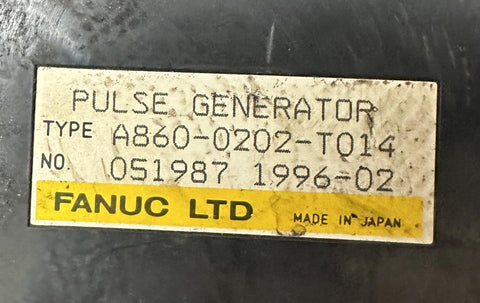 PULSE GENERATOR
TYPE A860-0202-T014
NO. 051987 1996-02
FANUC LTD MADE IN JAPAN